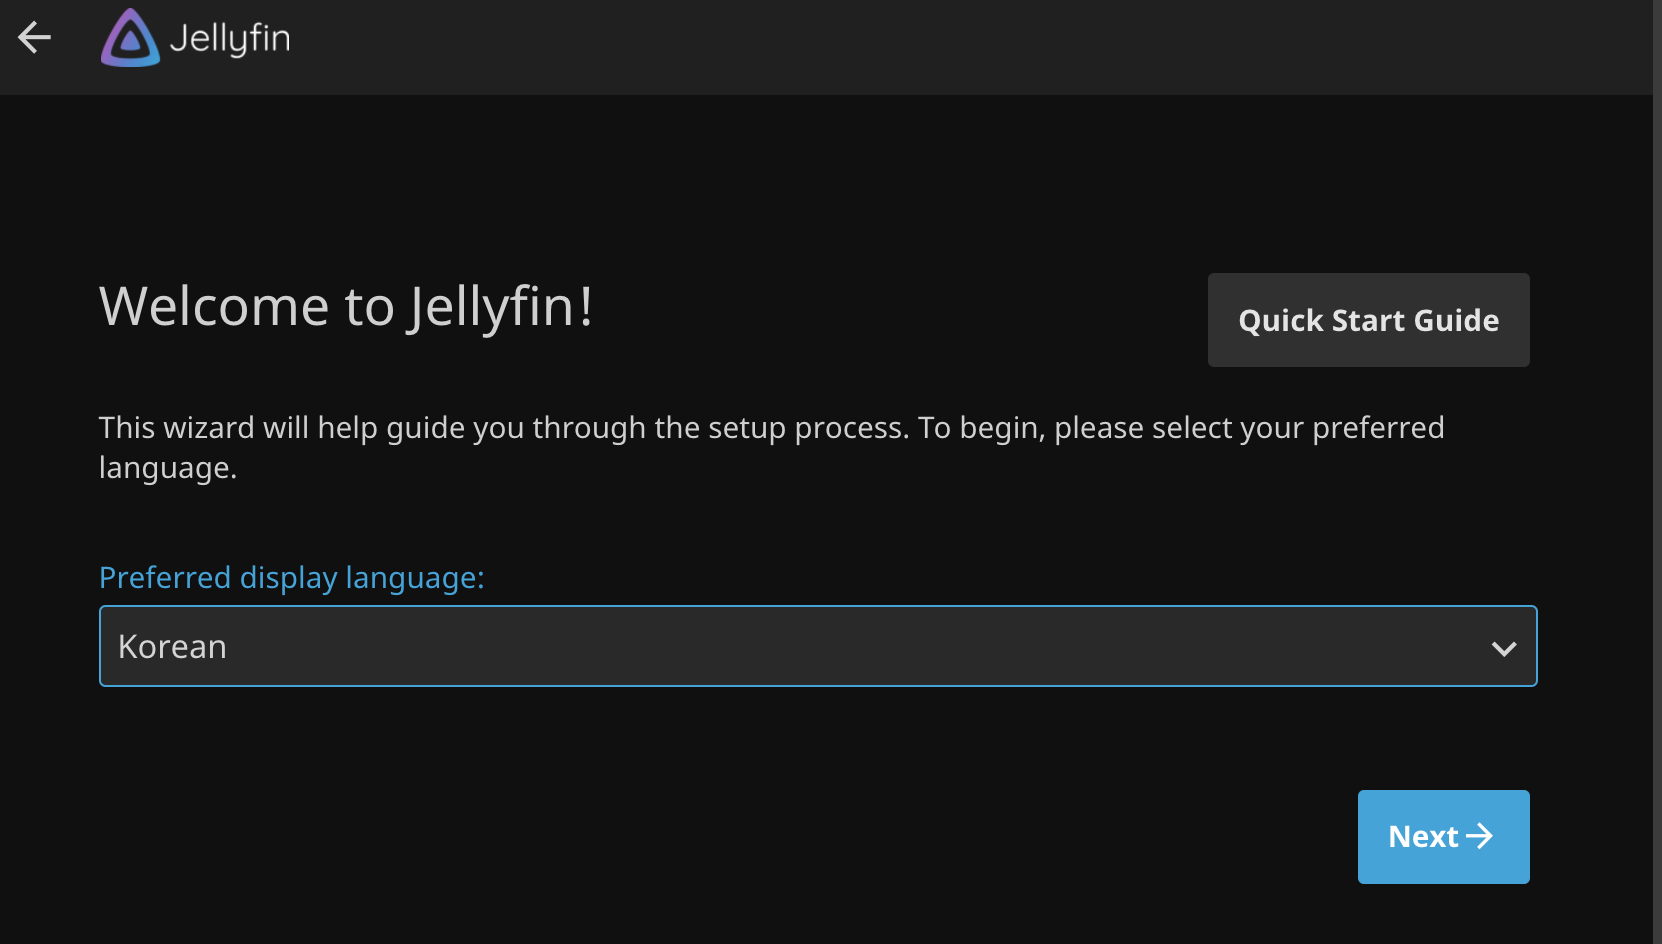 Jellyfin
Welcome to Jellyfin!
Quick Start Guide
This wizard will help guide you through the setup process. To begin, please select your preferred
language.
Preferred display language:
Korean
Next